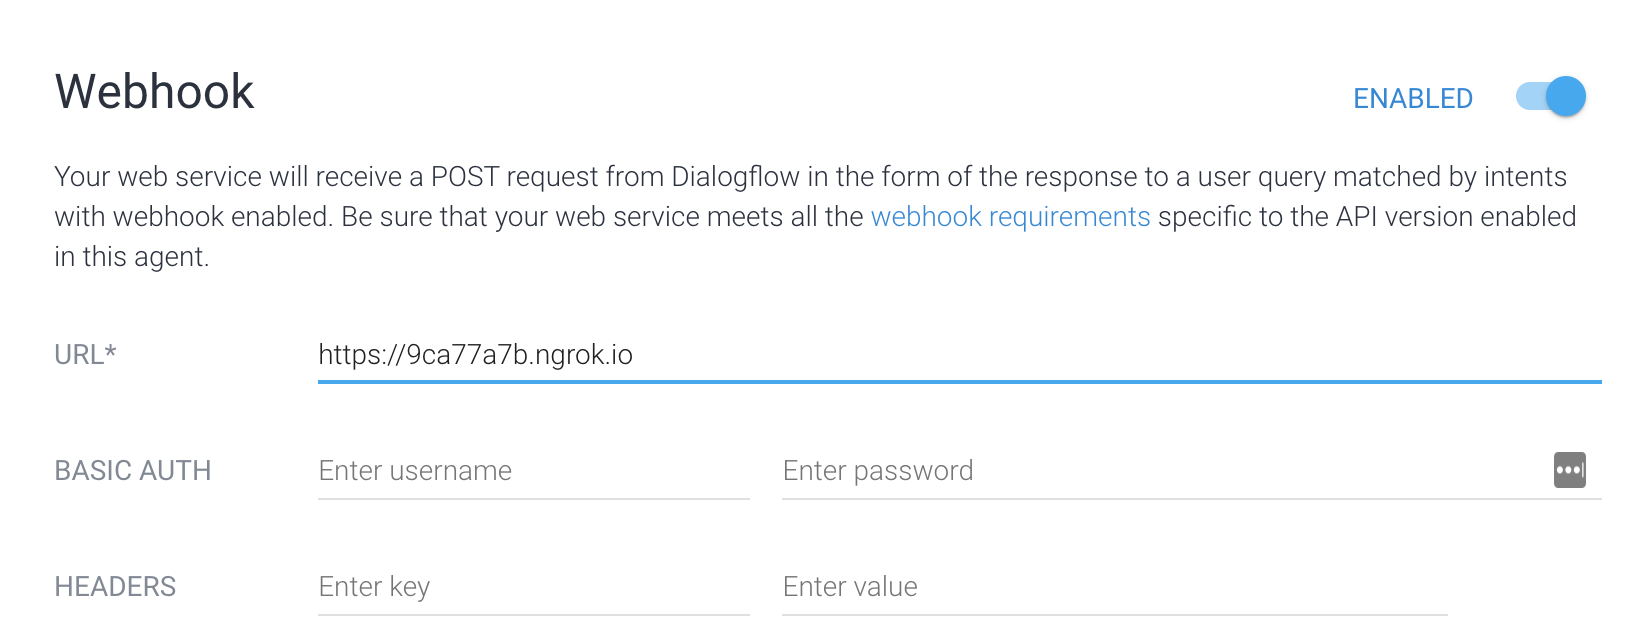 Webhook
ENABLED
Your web service will receive a POST request from Dialogflow in the form of the response to a user query matched by intents
with webhook enabled. Be sure that your web service meets all the webhook requirements specific to the API version enabled
in this agent.
URL* https://9ca77a7b.ngrok.io
BASIC AUTH Enter username Enter password
HEADERS Enter key Enter value